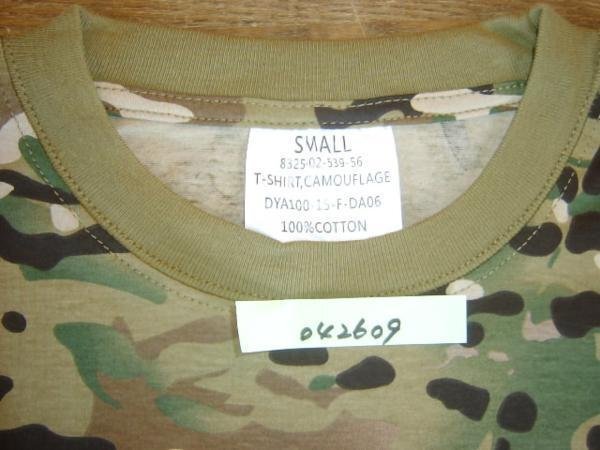 SMALL
8325-02-539-56
T-SHIRT,CAMOUFLAGE
DYA100-15-F-DA06
100%COTTON
042609